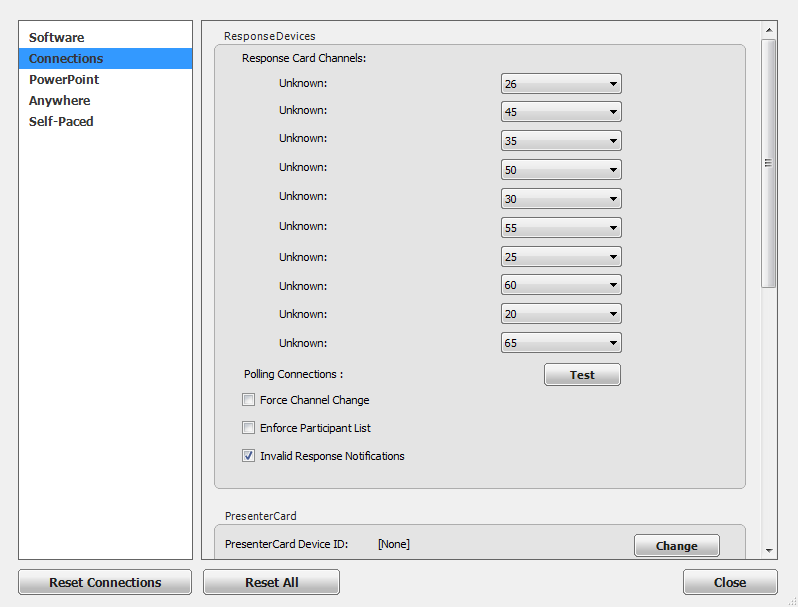 Software
Connections
PowerPoint
Anywhere
Self-Paced
ResponseDevices
Response Card Channels:
Unknown: 26
Unknown: 45
Unknown: 35
Unknown: 50
Unknown: 30
Unknown: 55
Unknown: 25
Unknown: 60
Unknown: 20
Unknown: 65
Polling Connections : Test
Force Channel Change
Enforce Participant List
Invalid Response Notifications
PresenterCard
PresenterCard Device ID: [None] Change
Reset Connections Reset All Close